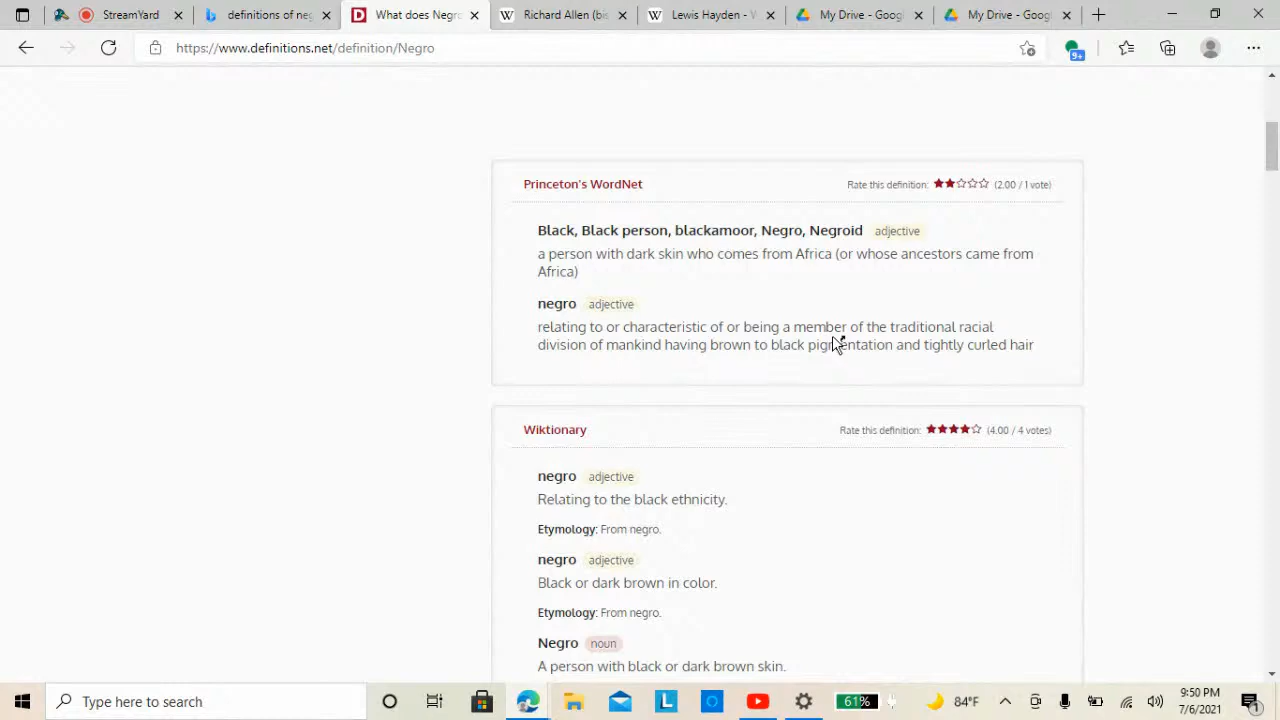 StreamYard
definitions of neg
What does Negro
Richard Allen (bis
Lewis Hayden - W
My Drive - Googl
My Drive - Goog
https://www.definitions.net/definition/Negro
9+
Princeton's WordNet
Rate this definition: (2.00 / 1 vote)
Black, Black person, blackamoor, Negro, Negroid adjective
a person with dark skin who comes from Africa (or whose ancestors came from
Africa)
negro adjective
relating to or characteristic of or being a member of the traditional racial
division of mankind having brown to black pigmentation and tightly curled hair
Wiktionary
Rate this definition: (4.00 / 4 votes)
negro adjective
Relating to the black ethnicity.
Etymology: From negro.
negro adjective
Black or dark brown in color.
Etymology: From negro.
Negro noun
A person with black or dark brown skin.
Type here to search
61%
84°F
9:50 PM
7/6/2021